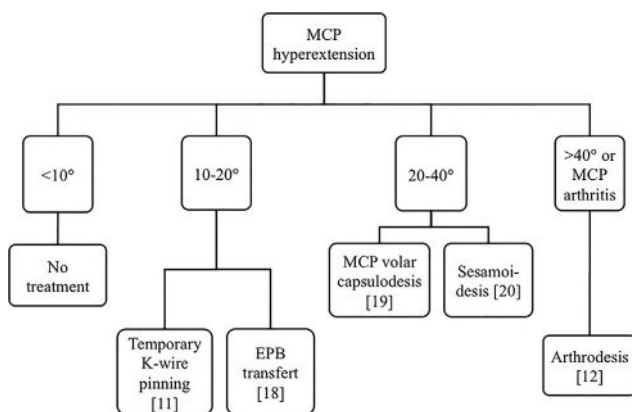 MCP
hyperextension
<10°
10-20°
20-40°
>40° or
MCP
arthritis
No
treatment
MCP volar
capsulodesis
[19]
Sesamoi-
desis [20]
Temporary
K-wire
pinning
[11]
EPB
transfert
[18]
Arthrodesis
[12]